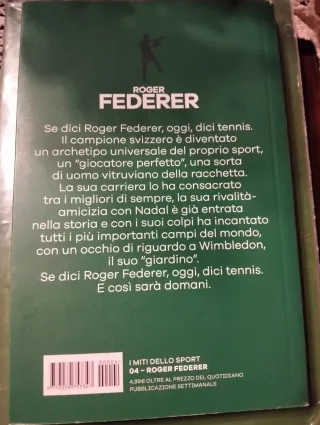 ROGER
FEDERER
Se dici Roger Federer, oggi, dici tennis.
Il campione svizzero è diventato
un archetipo universale del proprio sport,
un “giocatore perfetto”, una sorta
di uomo vitruviano della racchetta.
La sua carriera lo ha consacrato
tra i migliori di sempre, la sua rivalità-
amicizia con Nadal è già entrata
nella storia e con i suoi colpi ha incantato
tutti i più importanti campi del mondo,
con un occhio di riguardo a Wimbledon,
il suo “giardino”.
Se dici Roger Federer, oggi, dici tennis.
E così sarà domani.
I MITI DELLO SPORT
04 – ROGER FEDERER
4,99€ OLTRE AL PREZZO DEL QUOTIDIANO.
PUBBLICAZIONE SETTIMANALE